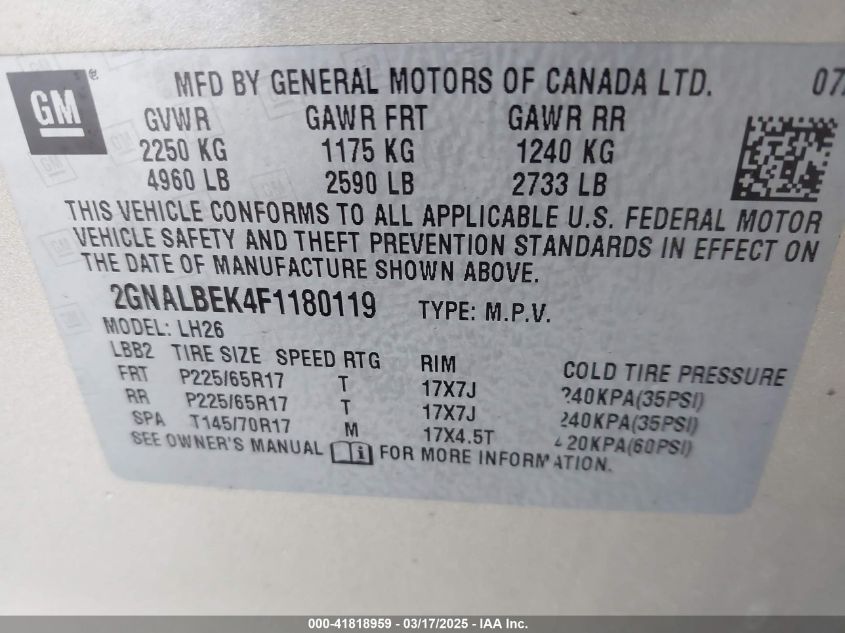 GM
MFD BY GENERAL MOTORS OF CANADA LTD. 07/
GVWR GAWR FRT GAWR RR
2250 KG 1175 KG 1240 KG
4960 LB 2590 LB 2733 LB
THIS VEHICLE CONFORMS TO ALL APPLICABLE U.S. FEDERAL MOTOR
VEHICLE SAFETY AND THEFT PREVENTION STANDARDS IN EFFECT ON
THE DATE OF MANUFACTURE SHOWN ABOVE.
2GNALBEK4F1180119 TYPE: M.P.V.
MODEL: LH26
LBB2 TIRE SIZE SPEED RTG RIM COLD TIRE PRESSURE
FRT P225/65R17 T 17X7J 240KPA(35PSI)
RR P225/65R17 T 17X7J 240KPA(35PSI)
SPA T145/70R17 M 17X4.5T 420KPA(60PSI)
SEE OWNER'S MANUAL FOR MORE INFORMATION.
000-41818959 - 03/17/2025 - IAA Inc.